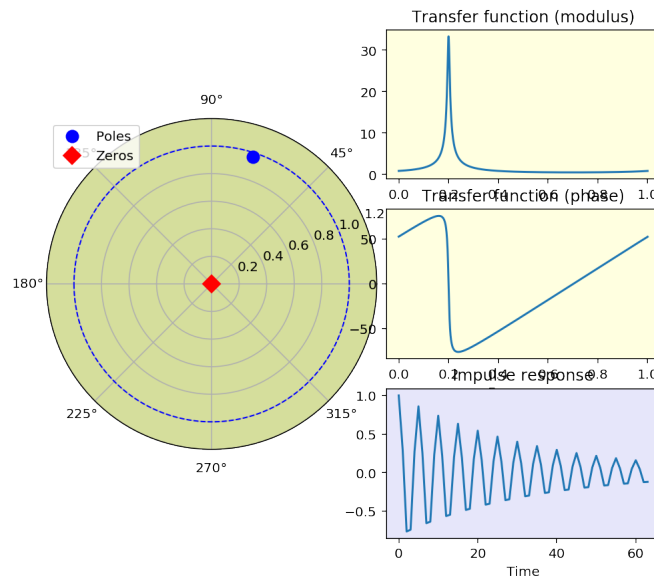 Transfer function (modulus)
30
20
10
0
0.0 0.2 0.4 0.6 0.8 1.0
90°
Poles
Zeros
45°
180°
0.2 0.4 0.6 0.8 1.0 1.2
225°
270°
315°
Transfer function (phase)
50
0
−50
0.0 0.2 0.4 0.6 0.8 1.0
Impulse response
1.0
0.5
0.0
−0.5
0 20 40 60
Time